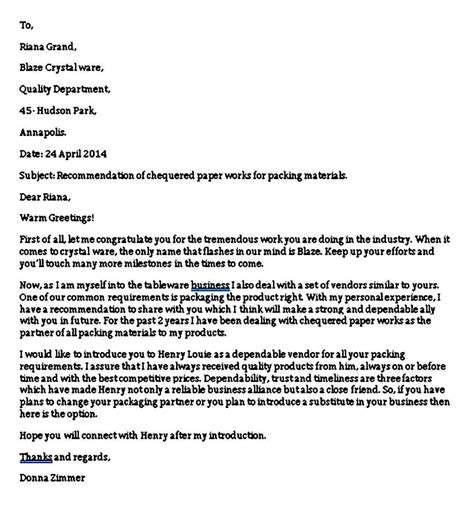 To,
Riana Grand,
Blaze Crystal ware,
Quality Department,
45- Hudson Park,
Annapolis.
Date: 24 April 2014
Subject: Recommendation of chequered paper works for packing materials.
Dear Riana,
Warm Greetings!
First of all, let me congratulate you for the tremendous work you are doing in the industry. When it
comes to crystal ware, the only name that flashes in our mind is Blaze. Keep up your efforts and
you'll touch many more milestones in the times to come.
Now, as I am myself into the tableware business I also deal with a set of vendors similar to yours.
One of our common requirements is packaging the product right. With my personal experience, I
have a recommendation to share with you which I think will make a strong and dependable ally
with you in future. For the past 2 years I have been dealing with chequered paper works as the
partner of all packing materials to my products.
I would like to introduce you to Henry Louie as a dependable vendor for all your packing
requirements. I assure that I have always received quality products from him, always on or before
time and with the best competitive prices. Dependability, trust and timeliness are three factors
which have made Henry not only a reliable business alliance but also a close friend. So, if you have
plans to change your packaging partner or you plan to introduce a substitute in your business then
here is the option.
Hope you will connect with Henry after my introduction.
Thanks and regards,
Donna Zimmer